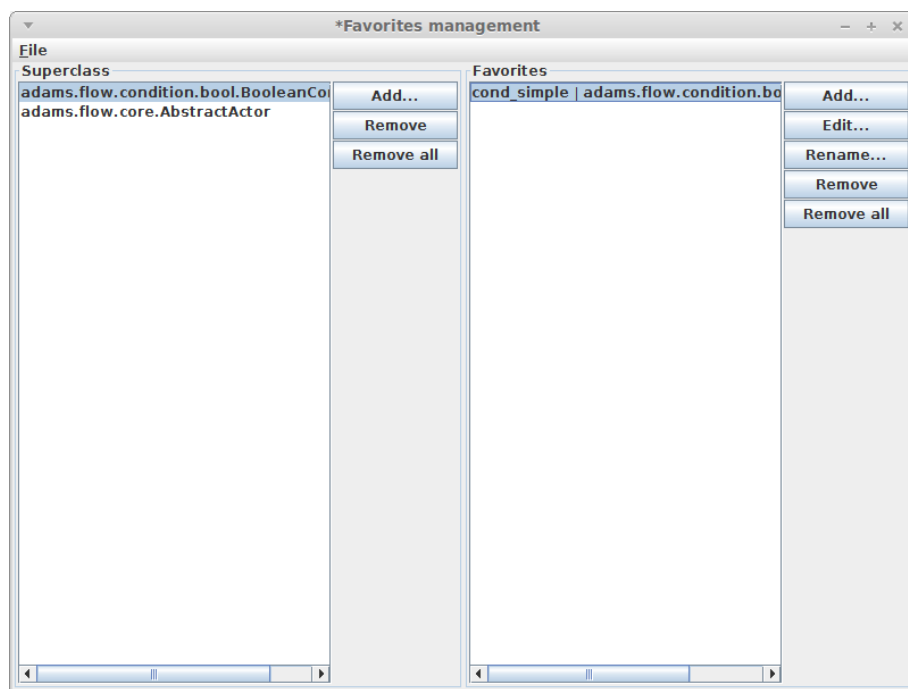 *Favorites management
File
Superclass
adams.flow.condition.bool.BooleanCo
adams.flow.core.AbstractActor
Add...
Remove
Remove all
Favorites
cond_simple | adams.flow.condition.bo
Add...
Edit...
Rename...
Remove
Remove all